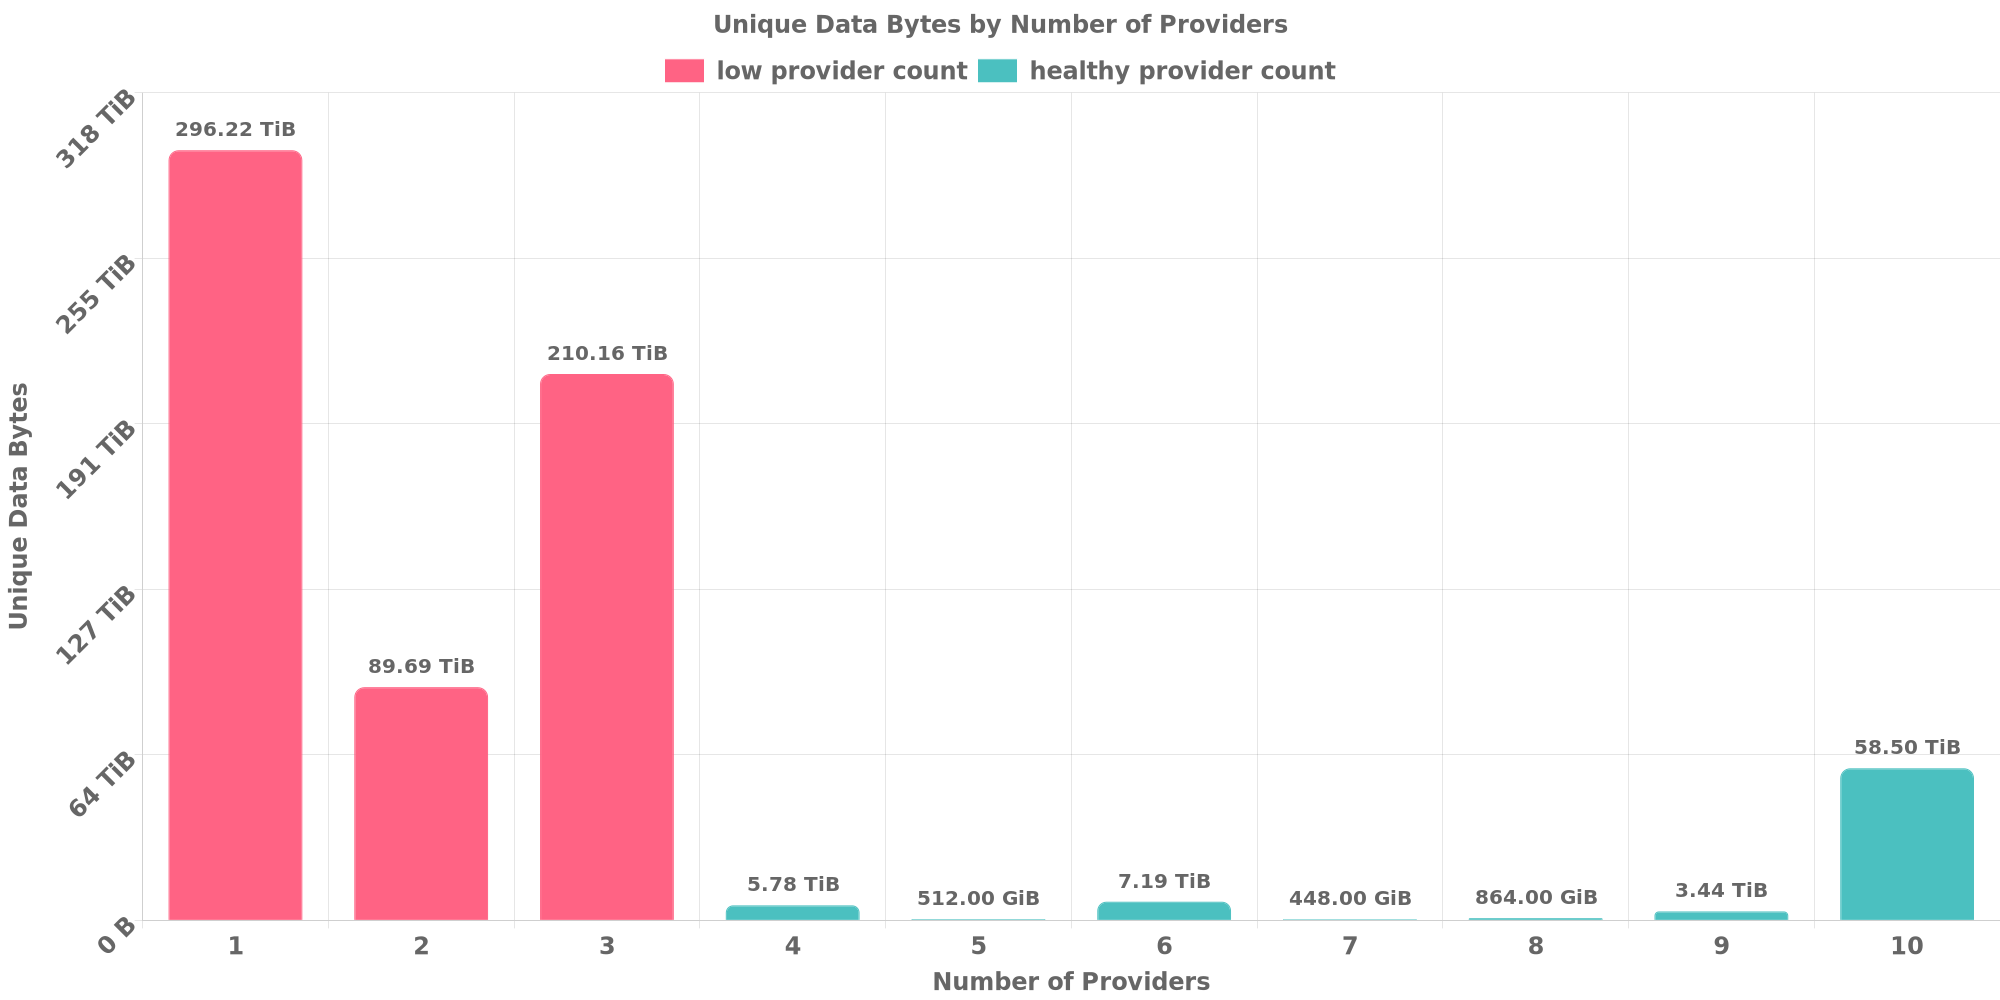 Unique Data Bytes by Number of Providers
low provider count healthy provider count
318 TiB
255 TiB
191 TiB
127 TiB
64 TiB
0 B
Unique Data Bytes
296.22 TiB
89.69 TiB
210.16 TiB
5.78 TiB
512.00 GiB
7.19 TiB
448.00 GiB
864.00 GiB
3.44 TiB
58.50 TiB
1 2 3 4 5 6 7 8 9 10
Number of Providers